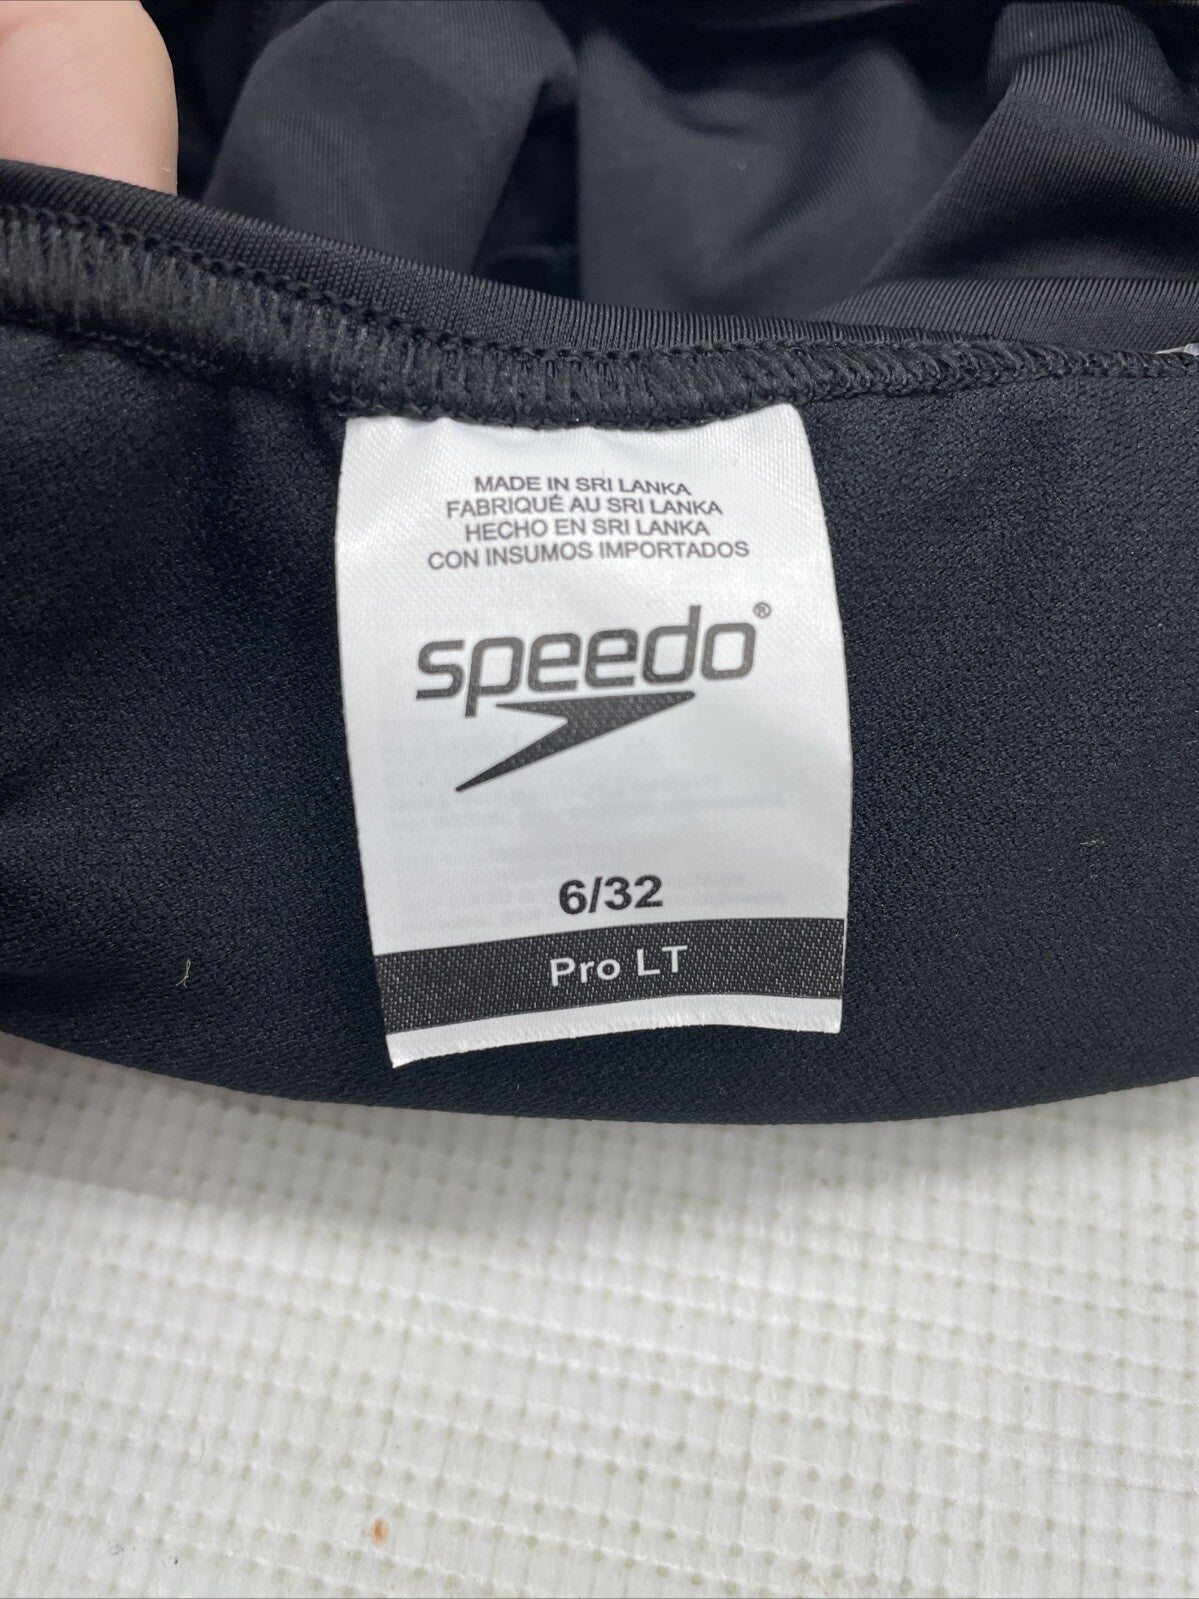 MADE IN SRI LANKA
FABRIQUÉ AU SRI LANKA
HECHO EN SRI LANKA
CON INSUMOS IMPORTADOS
speedo®
6/32
Pro LT